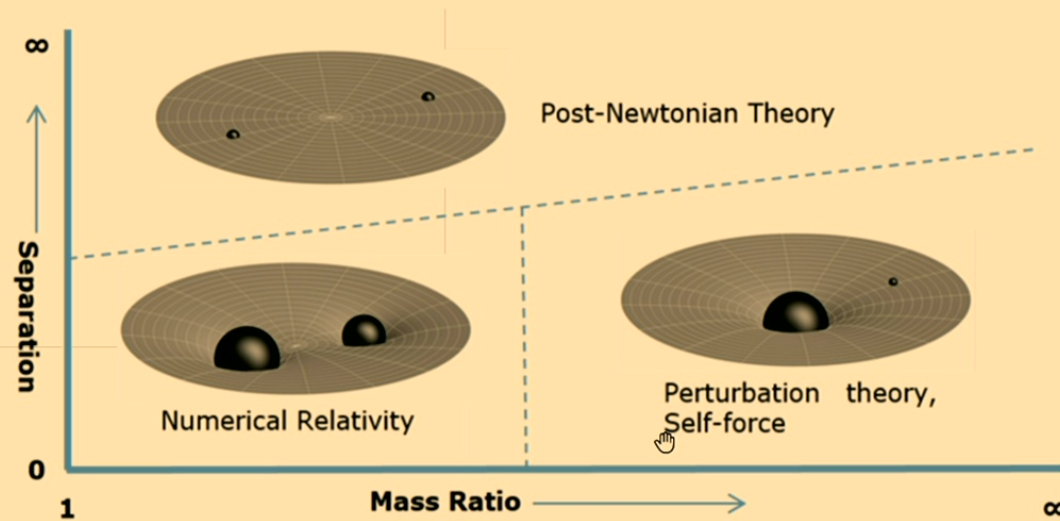 ∞
Post-Newtonian Theory
Separation
Numerical Relativity
Perturbation theory,
Self-force
0
1
Mass Ratio
∞